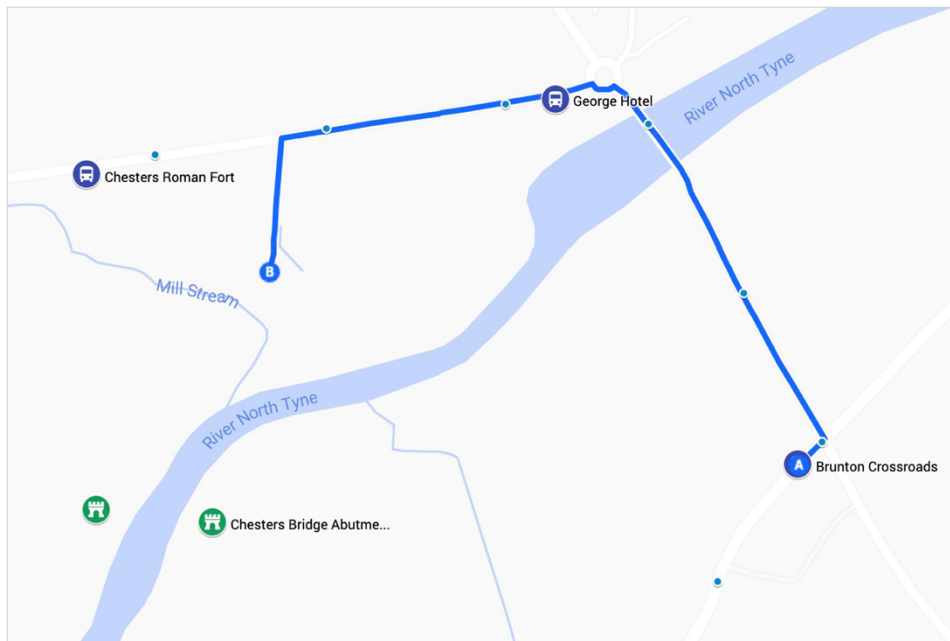 River North Tyne
George Hotel
Chesters Roman Fort
B
Mill Stream
River North Tyne
A
Brunton Crossroads
Chesters Bridge Abutme...